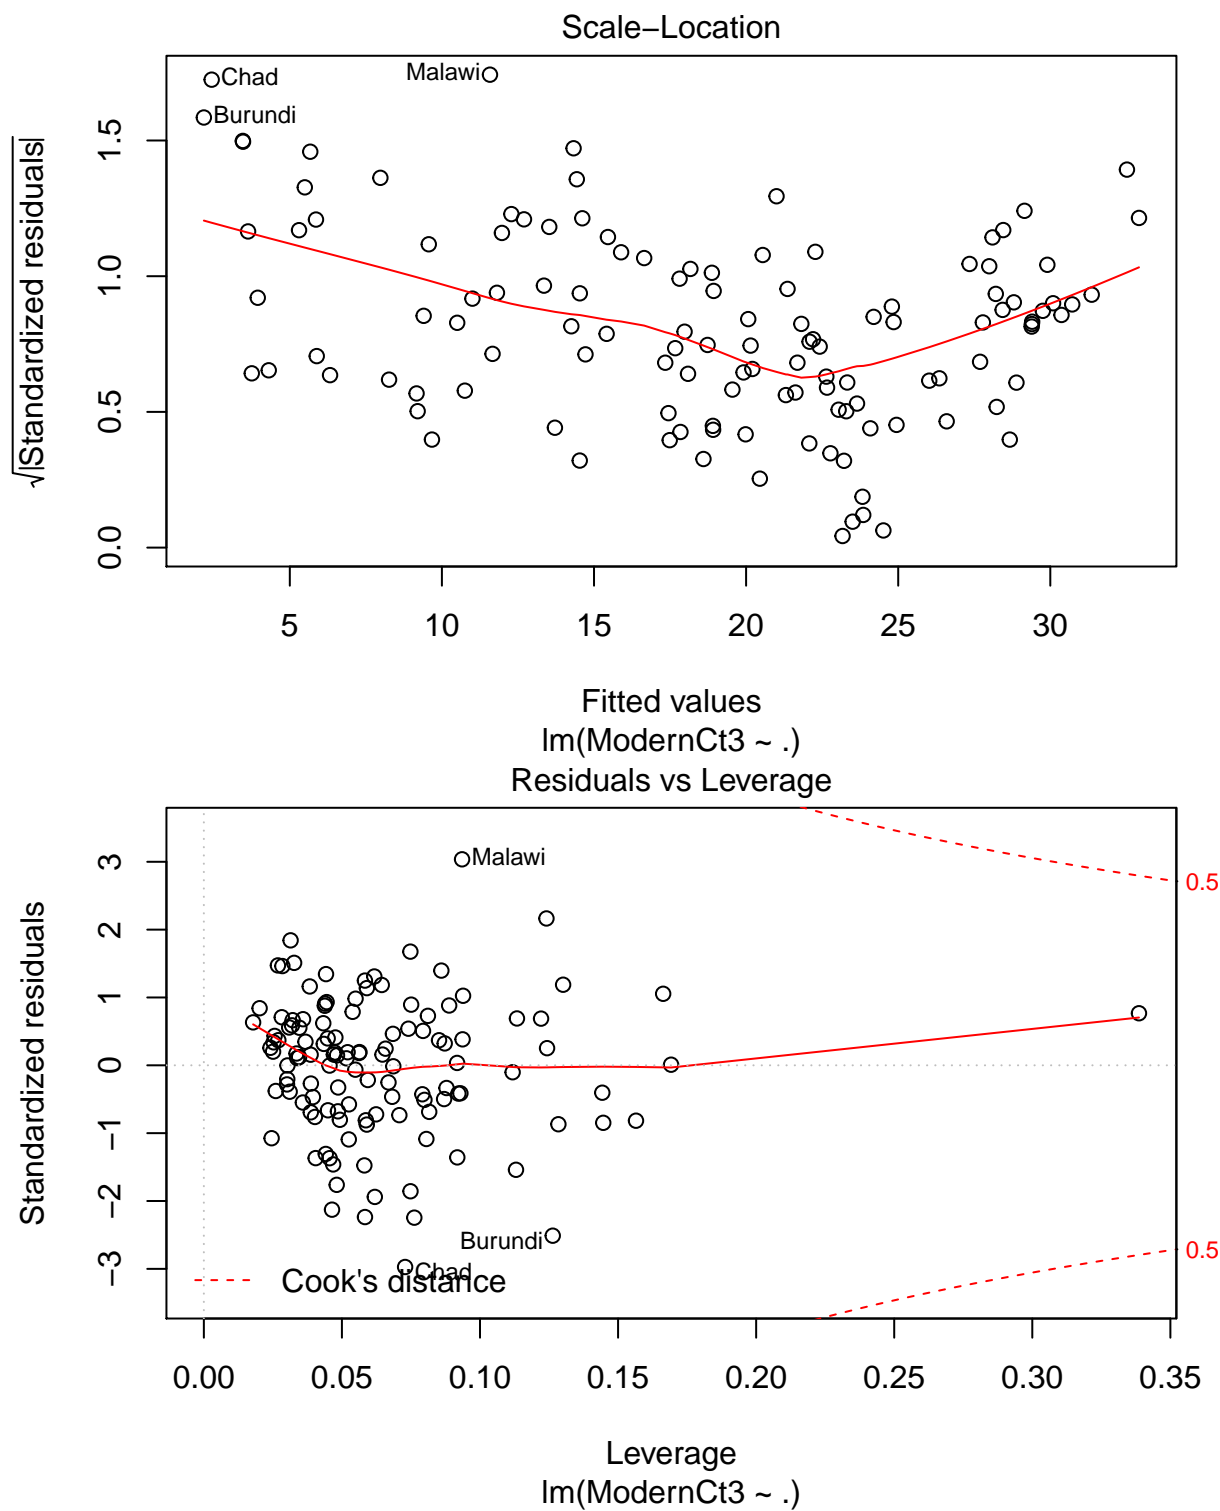 Scale−Location
Chad
Malawi
Burundi
√|Standardized residuals|
0.0
0.5
1.0
1.5
5
10
15
20
25
30
Fitted values
lm(ModernCt3 ~ .)
Residuals vs Leverage
Malawi
0.5
Standardized residuals
3
2
1
0
−1
−2
−3
Burundi
0.5
Chad
Cook's distance
0.00
0.05
0.10
0.15
0.20
0.25
0.30
0.35
Leverage
lm(ModernCt3 ~ .)